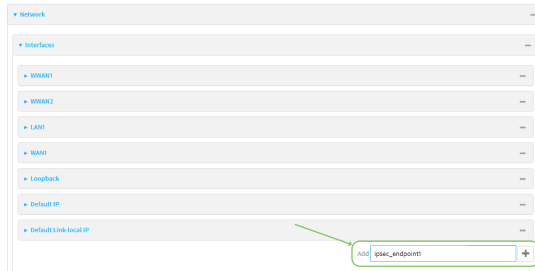 Network
Interfaces
WWAN1
WWAN2
LAN1
WAN1
Loopback
Default IP
Default Link-local IP
Add ipsec_endpoint1